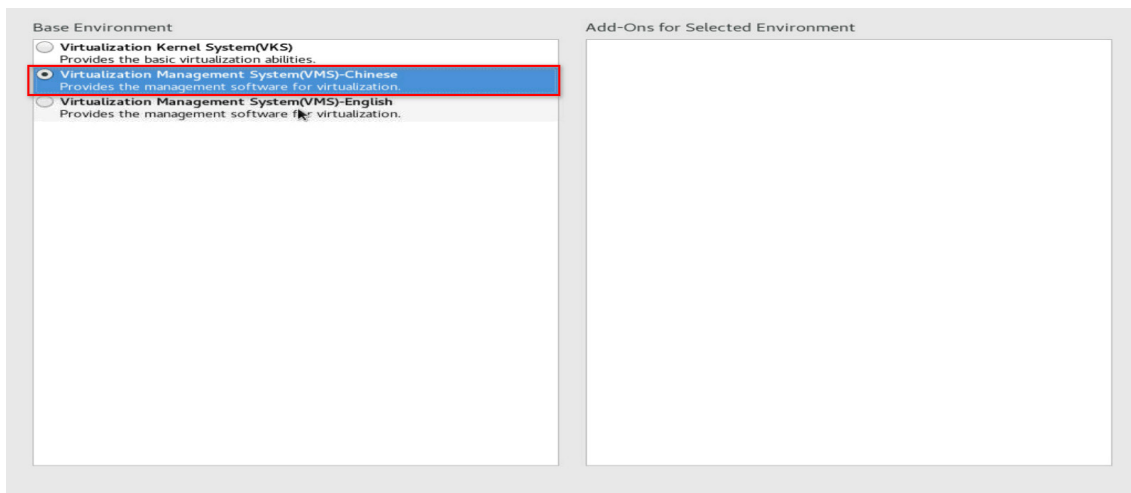 Base Environment
Virtualization Kernel System(VKS)
Provides the basic virtualization abilities.
Virtualization Management System(VMS)-Chinese
Provides the management software for virtualization.
Virtualization Management System(VMS)-English
Provides the management software for virtualization.
Add-Ons for Selected Environment